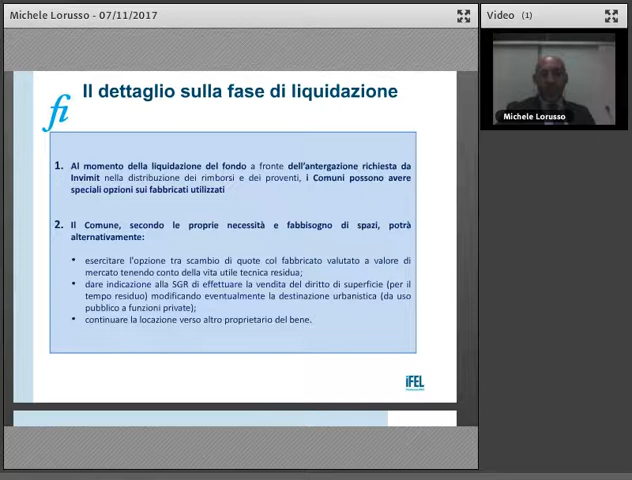 Michele Lorusso - 07/11/2017
Video (1)
Michele Lorusso
fi
Il dettaglio sulla fase di liquidazione
1. Al momento della liquidazione del fondo a fronte dell'antergazione richiesta da
Invimit nella distribuzione dei rimborsi e dei proventi, i Comuni possono avere
speciali opzioni sui fabbricati utilizzati
2. Il Comune, secondo le proprie necessità e fabbisogno di spazi, potrà
alternativamente:
• esercitare l'opzione tra scambio di quote col fabbricato valutato a valore di
mercato tenendo conto della vita utile tecnica residua;
• dare indicazione alla SGR di effettuare la vendita del diritto di superficie (per il
tempo residuo) modificando eventualmente la destinazione urbanistica (da uso
pubblico a funzioni private);
• continuare la locazione verso altro proprietario del bene.
iFEL